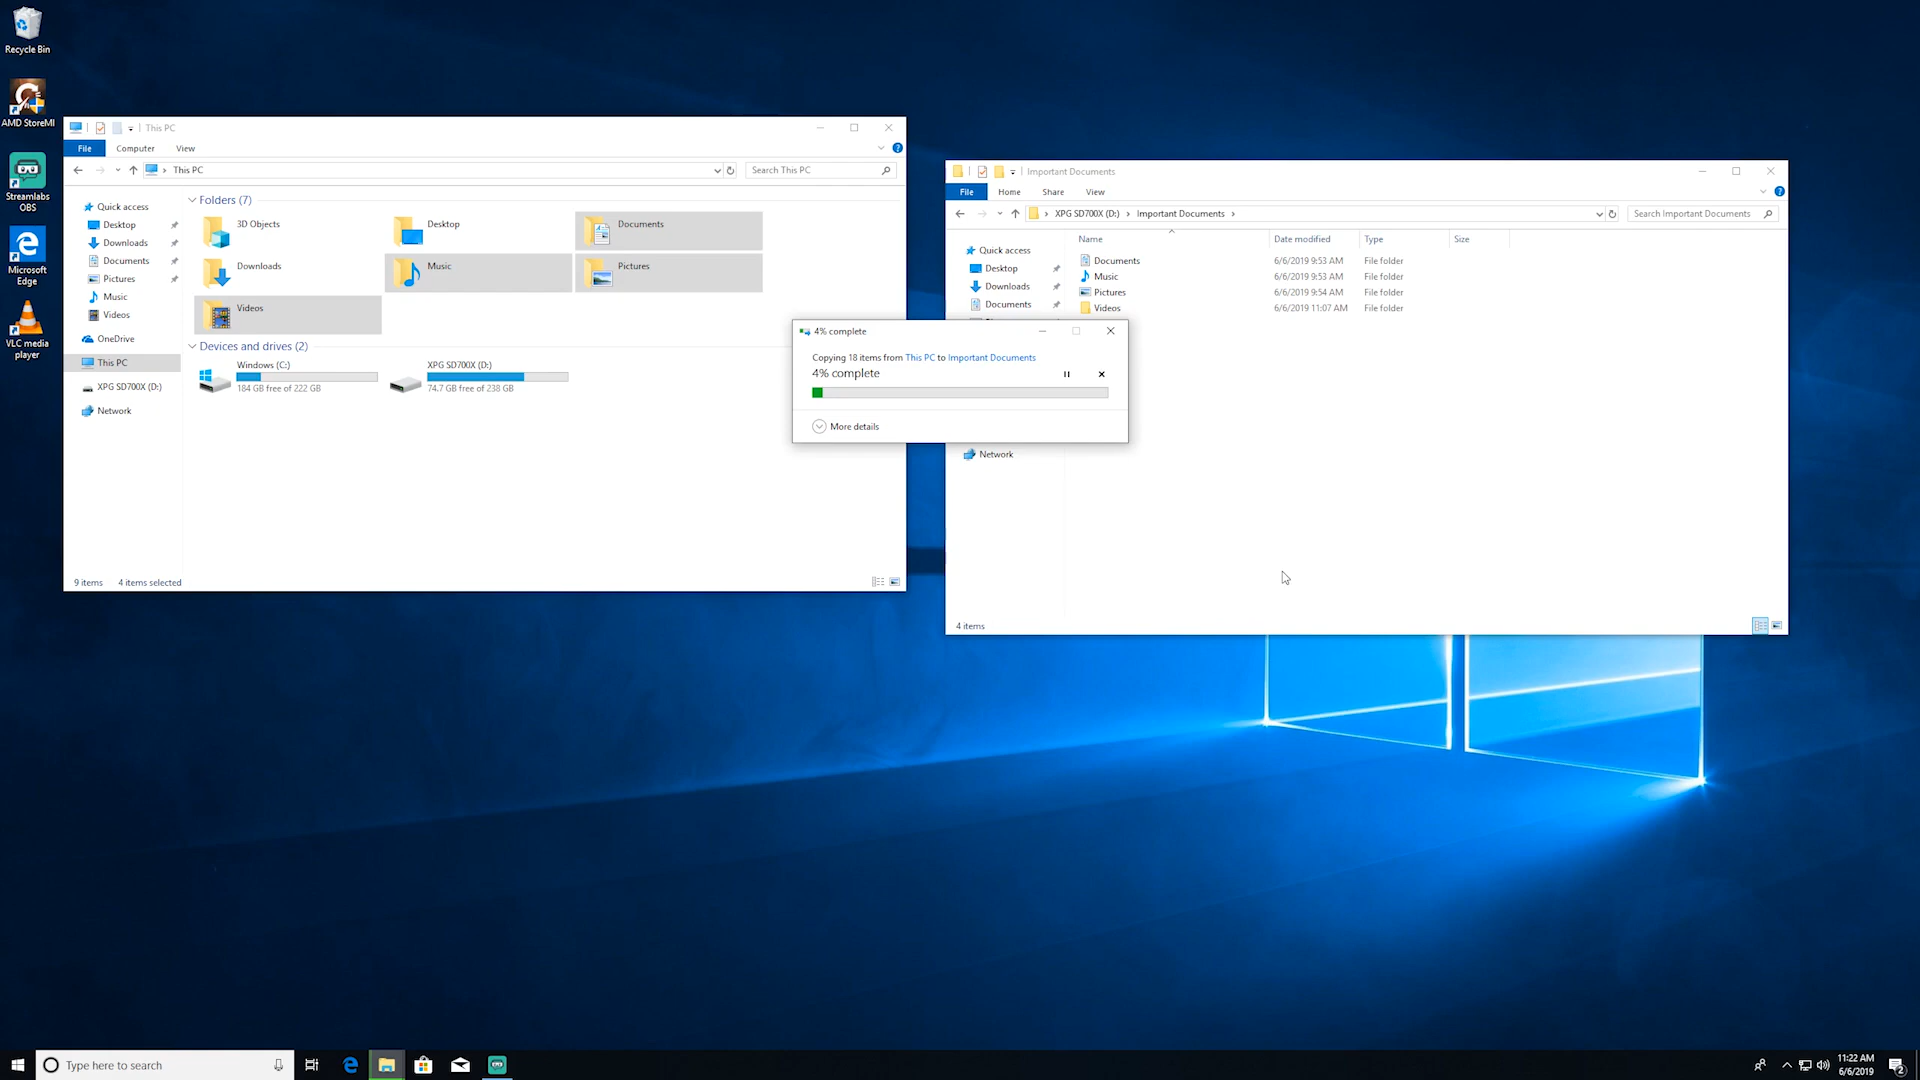 Recycle Bin
AMD StoreMI
Streamlabs
OBS
Microsoft
Edge
VLC media
player
This PC
File
Computer
View
This PC
Search This PC
Quick access
Desktop
Downloads
Documents
Pictures
Music
Videos
OneDrive
This PC
XPG SD700X (D:)
Network
Folders (7)
3D Objects
Desktop
Documents
Downloads
Music
Pictures
Videos
Devices and drives (2)
Windows (C:)
184 GB free of 222 GB
XPG SD700X (D:)
74.7 GB free of 238 GB
9 items
4 items selected
Important Documents
File
Home
Share
View
XPG SD700X (D:)
Important Documents
Search Important Documents
Quick access
Desktop
Downloads
Documents
Network
Name
Date modified
Type
Size
Documents 6/6/2019 9:53 AM File folder
Music 6/6/2019 9:53 AM File folder
Pictures 6/6/2019 9:54 AM File folder
Videos 6/6/2019 11:07 AM File folder
4 items
4% complete
Copying 18 items from This PC to Important Documents
4% complete
More details
Type here to search
11:22 AM
6/6/2019
2